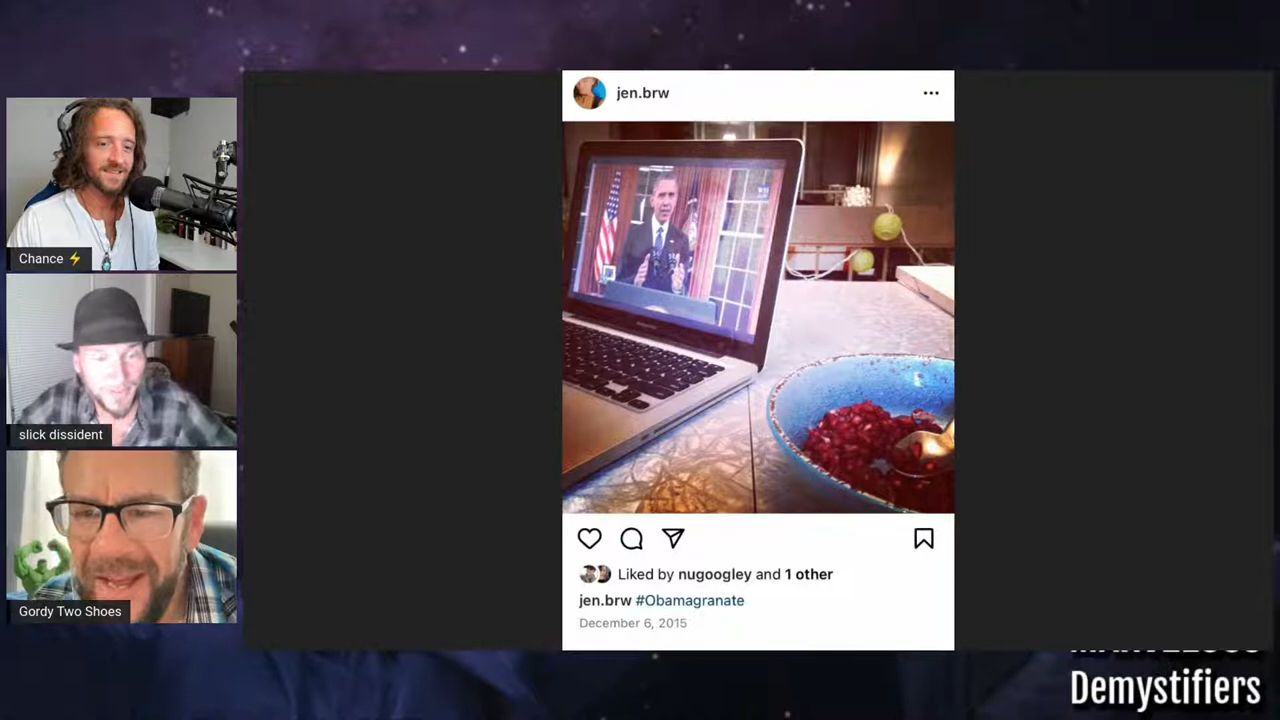 jen.brw
Chance ⚡
slick dissident
Gordy Two Shoes
Liked by nugoogley and 1 other
jen.brw #Obamagranate
December 6, 2015
Demystifiers